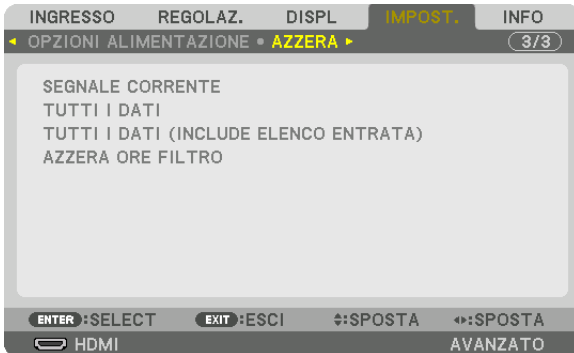 INGRESSO REGOLAZ. DISPL IMPOST. INFO
OPZIONI ALIMENTAZIONE • AZZERA 3/3
SEGNALE CORRENTE
TUTTI I DATI
TUTTI I DATI (INCLUDE ELENCO ENTRATA)
AZZERA ORE FILTRO
ENTER :SELECT EXIT :ESCI :SPOSTA :SPOSTA
HDMI AVANZATO